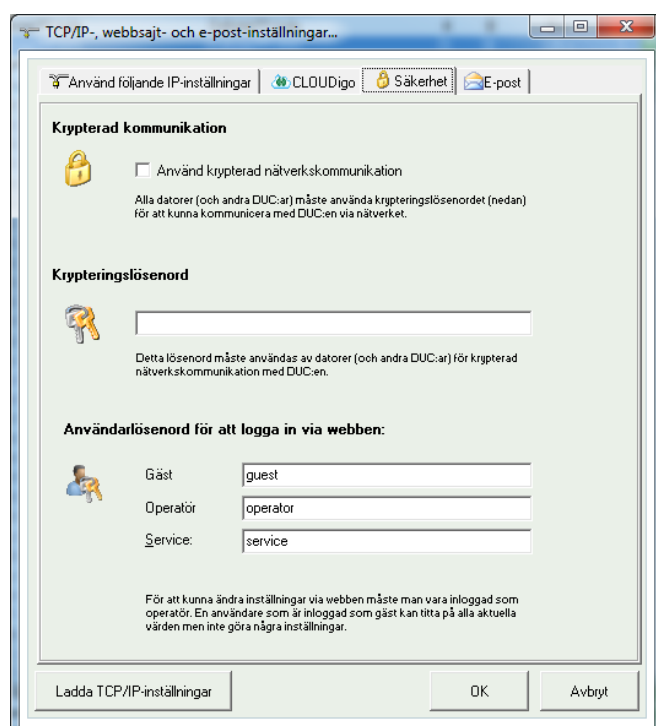 TCP/IP-, webbsajt- och e-post-inställningar...
Använd följande IP-inställningar
CLOUDigo
Säkerhet
E-post
Krypterad kommunikation
Använd krypterad nätverkskommunikation
Alla datorer (och andra DUC:ar) måste använda krypteringslösenordet (nedan)
för att kunna kommunicera med DUC:en via nätverket.
Krypteringslösenord
Detta lösenord måste användas av datorer (och andra DUC:ar) för krypterad
nätverkskommunikation med DUC:en.
Användarlösenord för att logga in via webben:
Gäst
guest
Operatör
operator
Service:
service
För att kunna ändra inställningar via webben måste man vara inloggad som
operatör. En användare som är inloggad som gäst kan titta på alla aktuella
värden men inte göra några inställningar.
Ladda TCP/IP-inställningar
OK
Avbryt